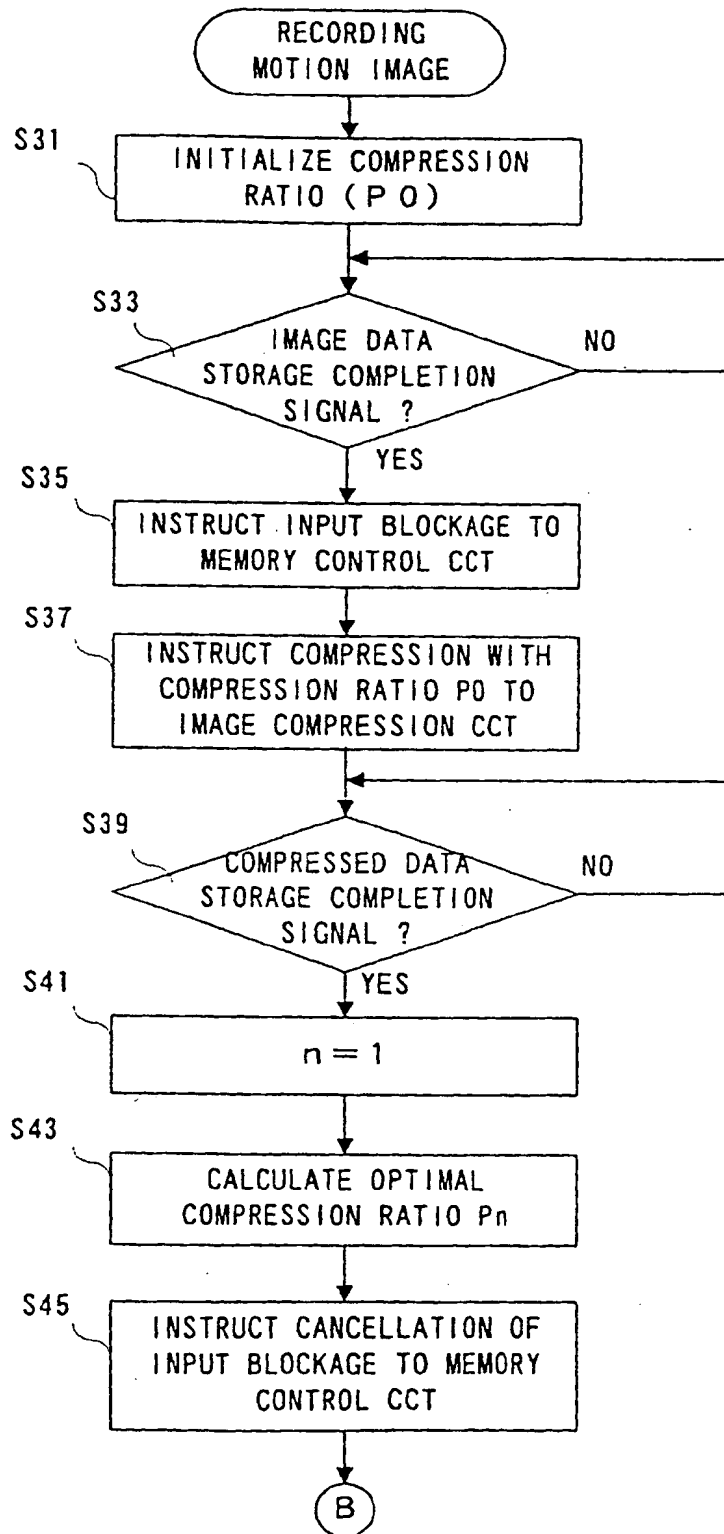 RECORDING
MOTION IMAGE
S31
INITIALIZE COMPRESSION
RATIO (P0)
S33
IMAGE DATA
STORAGE COMPLETION
SIGNAL ?
NO
YES
S35
INSTRUCT INPUT BLOCKAGE TO
MEMORY CONTROL CCT
S37
INSTRUCT COMPRESSION WITH
COMPRESSION RATIO P0 TO
IMAGE COMPRESSION CCT
S39
COMPRESSED DATA
STORAGE COMPLETION
SIGNAL ?
NO
YES
S41
n = 1
S43
CALCULATE OPTIMAL
COMPRESSION RATIO Pn
S45
INSTRUCT CANCELLATION OF
INPUT BLOCKAGE TO MEMORY
CONTROL CCT
B